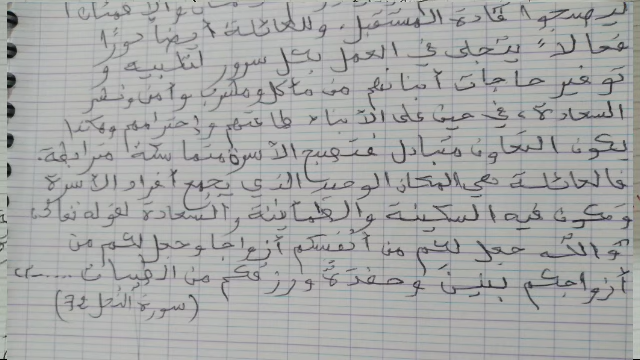 ليصبحوا قادة المستقبل. وللعائلة أيضا دورًا
فعالاً يتجلى في العمل بكل سرور لتلبية و
توفير حاجات أبنائهم من مأكل ومشرب وأمن ونشر
السعادة، في حين على الأبناء طاعتهم وإحترامهم وهكذا
يكون التعاون متبادل فتصبح الأسرة متماسكة مترابطة.
فالعائلة هي المكان الوحيد الذي يجمع أفراد الأسرة
وتكون فيه السكينة والطمأنينة والسعادة لقوله تعالى
"والله جعل لكم من أنفسكم أزواجا وجعل لكم من
أزواجكم بنين وحفدة ورزقكم من الطيبات ......"
(سورة النحل 72)